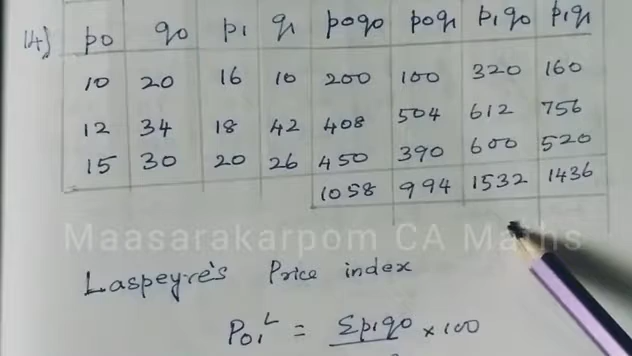 14) p0 q0 p1 q1 p0q0 p0q1 p1q0 p1q1
10 20 16 10 200 100 320 160
12 34 18 42 408 504 612 756
15 30 20 26 450 390 600 520
1058 994 1532 1436
Maasarakarpom CA Maths
Laspeyre's Price index
P01^L = Σp1q0 × 100